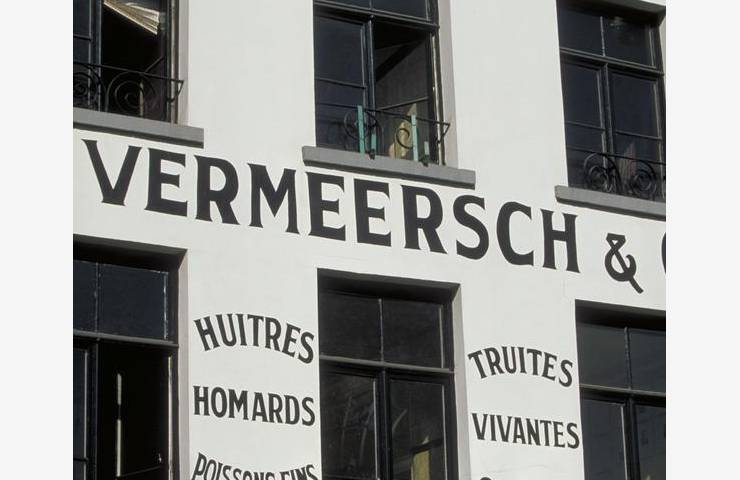 VERMEERSCH &
HUITRES
HOMARDS
POISSONS FINS
TRUITES
VIVANTES